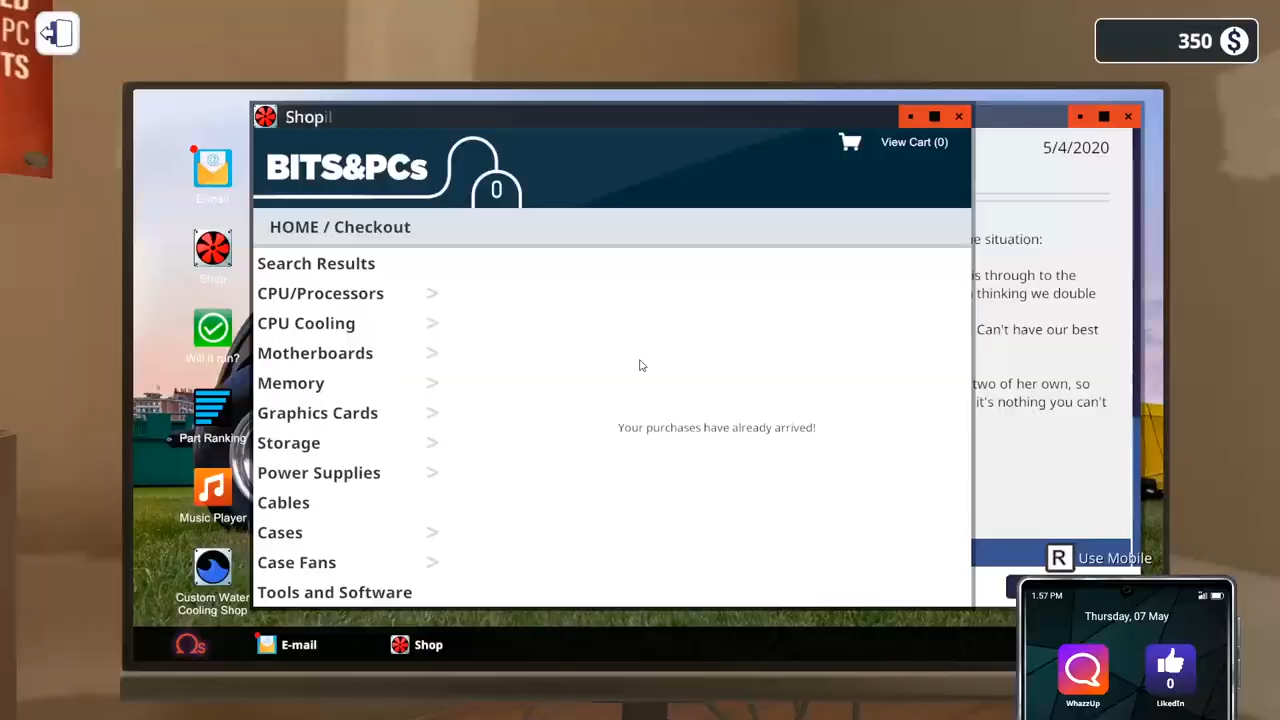 PC
TS
350
Shop
BITS&PCs
View Cart (0)
5/4/2020
HOME / Checkout
E-mail
Shop
Will it run?
Part Ranking
Music Player
Custom Water
Cooling Shop
Search Results
CPU/Processors >
CPU Cooling >
Motherboards >
Memory >
Graphics Cards >
Storage >
Power Supplies >
Cables
Cases >
Case Fans >
Tools and Software
Your purchases have already arrived!
situation:
is through to the
thinking we double
Can't have our best
two of her own, so
it's nothing you can't
R Use Mobile
1:57 PM
Thursday, 07 May
0
WhazzUp
LikedIn
E-mail
Shop